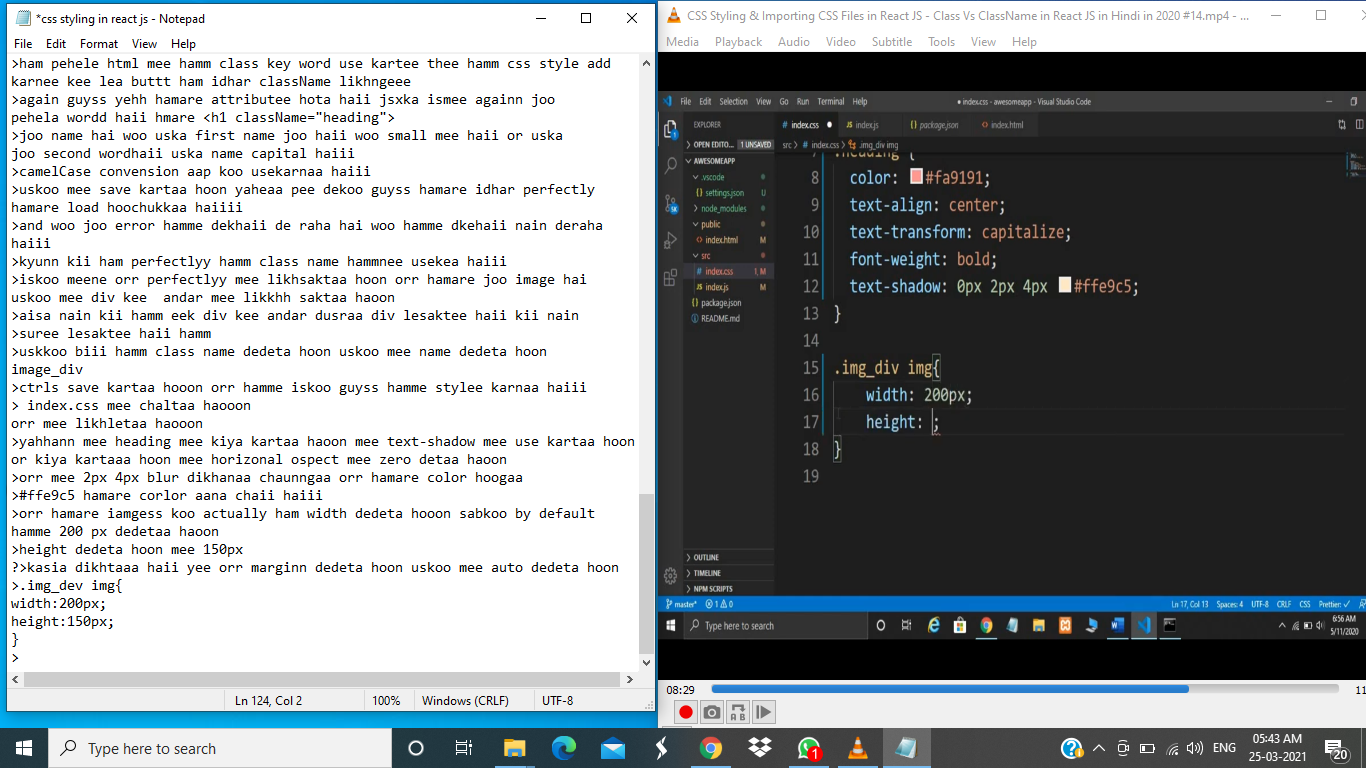 *css styling in react js - Notepad
File Edit Format View Help
>ham pehele html mee hamm class key word use kartee thee hamm css style add
karnee kee lea buttt ham idhar className likhngeee
>again guyss yehh hamare attributee hota haii jsxka ismee againn joo
pehela wordd haii hmare <h1 className="heading">
>joo name hai woo uska first name joo haii woo small mee haii or uska
joo second wordhaii uska name capital haiii
>camelCase convension aap koo usekarnaa haiii
>uskoo mee save kartaa hoon yaheaa pee dekoo guyss hamare idhar perfectly
hamare load hoochukkaa haiiii
>and woo joo error hamme dekhaii de raha hai woo hamme dkehaii nain deraha
haiii
>kyunn kii ham perfectlyy hamm class name hammnee usekea haiii
>iskoo meene orr perfectlyy mee likhsaktaa hoon orr hamare joo image hai
uskoo mee div kee  andar mee likkhh saktaa haoon
>aisa nain kii hamm eek div kee andar dusraa div lesaktee haii kii nain
>suree lesaktee haii hamm
>uskkoo biii hamm class name dedeta hoon uskoo mee name dedeta hoon
image_div
>ctrls save kartaa hooon orr hamme iskoo guyss hamme stylee karnaa haiii
> index.css mee chaltaa haooon
orr mee likhletaa haooon
>yahhann mee heading mee kiya kartaa haoon mee text-shadow mee use kartaa hoon
or kiya kartaaa hoon mee horizonal ospect mee zero detaa haoon
>orr mee 2px 4px blur dikhanaa chaunngaa orr hamare color hoogaa
>#ffe9c5 hamare corlor aana chaii haiii
>orr hamare iamgess koo actually ham width dedeta hooon sabkoo by default
hamme 200 px dedetaa haoon
>height dedeta hoon mee 150px
?>kasia dikhtaaa haii yee orr marginn dedeta hoon uskoo mee auto dedeta hoon
>.img_dev img{
width:200px;
height:150px;
}
>
Ln 124, Col 2 100% Windows (CRLF) UTF-8
CSS Styling & Importing CSS Files in React JS - Class Vs ClassName in React JS in Hindi in 2020 #14.mp4 - ...
Media Playback Audio Video Subtitle Tools View Help
File Edit Selection View Go Run Terminal Help
● index.css - awesomeapp - Visual Studio Code
EXPLORER
OPEN EDITO... 1 UNSAVED
AWESOMEAPP
.vscode
settings.json U
node_modules
public
index.html M
src
index.css 1, M
index.js M
package.json
README.md
OUTLINE
TIMELINE
NPM SCRIPTS
index.css index.js package.json index.html
src > index.css > .img_div img
.heading {
8 color: #fa9191;
9 text-align: center;
10 text-transform: capitalize;
11 font-weight: bold;
12 text-shadow: 0px 2px 4px #ffe9c5;
13 }
14
15 .img_div img{
16 width: 200px;
17 height: ;
18 }
19
master* 1 0 Ln 17, Col 13 Spaces: 4 UTF-8 CRLF CSS Prettier: ✓
Type here to search
6:56 AM
5/11/2020
08:29
11
Type here to search
1
ENG
05:43 AM
25-03-2021
20